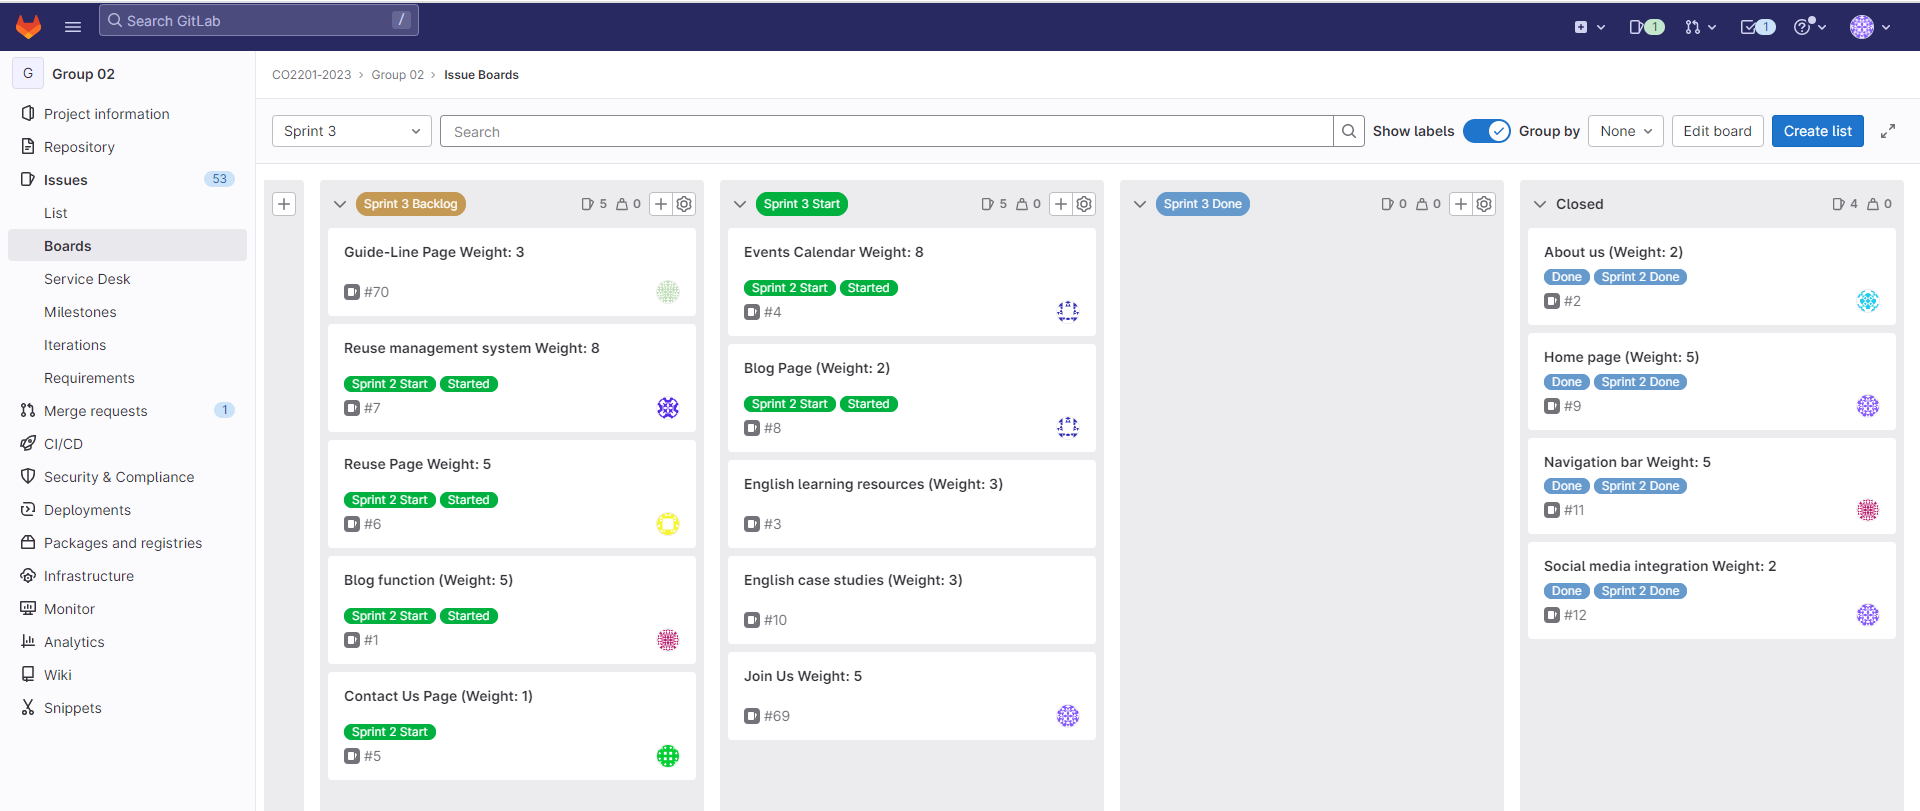 Search GitLab /
1
1
G Group 02
Project information
Repository
Issues 53
List
Boards
Service Desk
Milestones
Iterations
Requirements
Merge requests 1
CI/CD
Security & Compliance
Deployments
Packages and registries
Infrastructure
Monitor
Analytics
Wiki
Snippets
CO2201-2023 › Group 02 › Issue Boards
Sprint 3
Search
Show labels
Group by
None
Edit board
Create list
Sprint 3 Backlog 5 0
Guide-Line Page Weight: 3
#70
Reuse management system Weight: 8
Sprint 2 Start Started
#7
Reuse Page Weight: 5
Sprint 2 Start Started
#6
Blog function (Weight: 5)
Sprint 2 Start Started
#1
Contact Us Page (Weight: 1)
Sprint 2 Start
#5
Sprint 3 Start 5 0
Events Calendar Weight: 8
Sprint 2 Start Started
#4
Blog Page (Weight: 2)
Sprint 2 Start Started
#8
English learning resources (Weight: 3)
#3
English case studies (Weight: 3)
#10
Join Us Weight: 5
#69
Sprint 3 Done 0 0
Closed 4 0
About us (Weight: 2)
Done Sprint 2 Done
#2
Home page (Weight: 5)
Done Sprint 2 Done
#9
Navigation bar Weight: 5
Done Sprint 2 Done
#11
Social media integration Weight: 2
Done Sprint 2 Done
#12